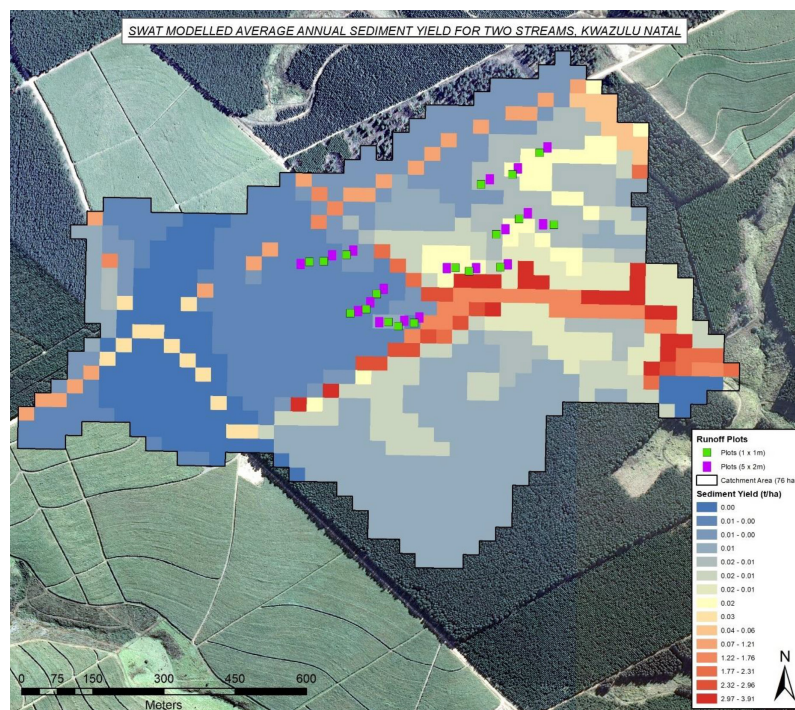 SWAT MODELLED AVERAGE ANNUAL SEDIMENT YIELD FOR TWO STREAMS, KWAZULU NATAL
Runoff Plots
Plots (1 x 1m)
Plots (5 x 2m)
Catchment Area (76 ha
Sediment Yield (t/ha)
0.00
0.01 - 0.00
0.01 - 0.00
0.01
0.02 - 0.01
0.02 - 0.01
0.02 - 0.01
0.02
0.03
0.04 - 0.06
0.07 - 1.21
1.22 - 1.76
1.77 - 2.31
2.32 - 2.96
2.97 - 3.91
N
0 75 150 300 450 600
Meters